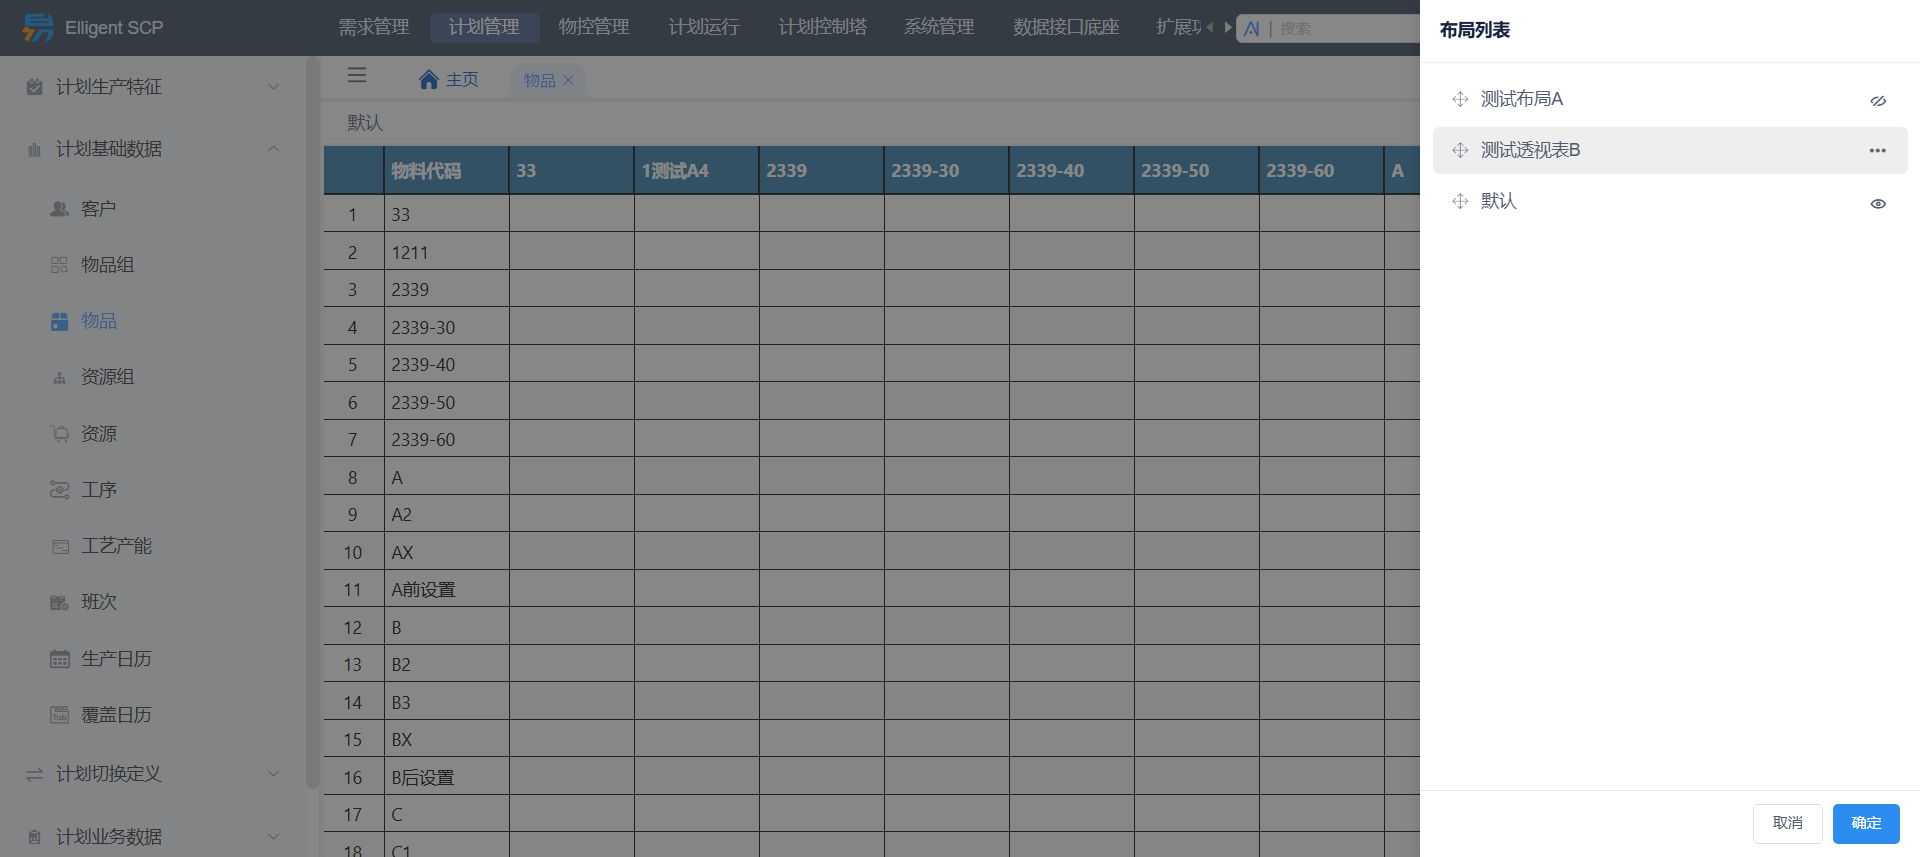 Elligent SCP
需求管理
计划管理
物控管理
计划运行
计划控制塔
系统管理
数据接口底座
扩展
AI | 搜索
计划生产特征
计划基础数据
客户
物品组
物品
资源组
资源
工序
工艺产能
班次
生产日历
覆盖日历
计划切换定义
计划业务数据
主页
物品
默认
物料代码 33 1测试A4 2339 2339-30 2339-40 2339-50 2339-60 A
1 33
2 1211
3 2339
4 2339-30
5 2339-40
6 2339-50
7 2339-60
8 A
9 A2
10 AX
11 A前设置
12 B
13 B2
14 B3
15 BX
16 B后设置
17 C
18 C1
布局列表
测试布局A
测试透视表B
默认
取消
确定